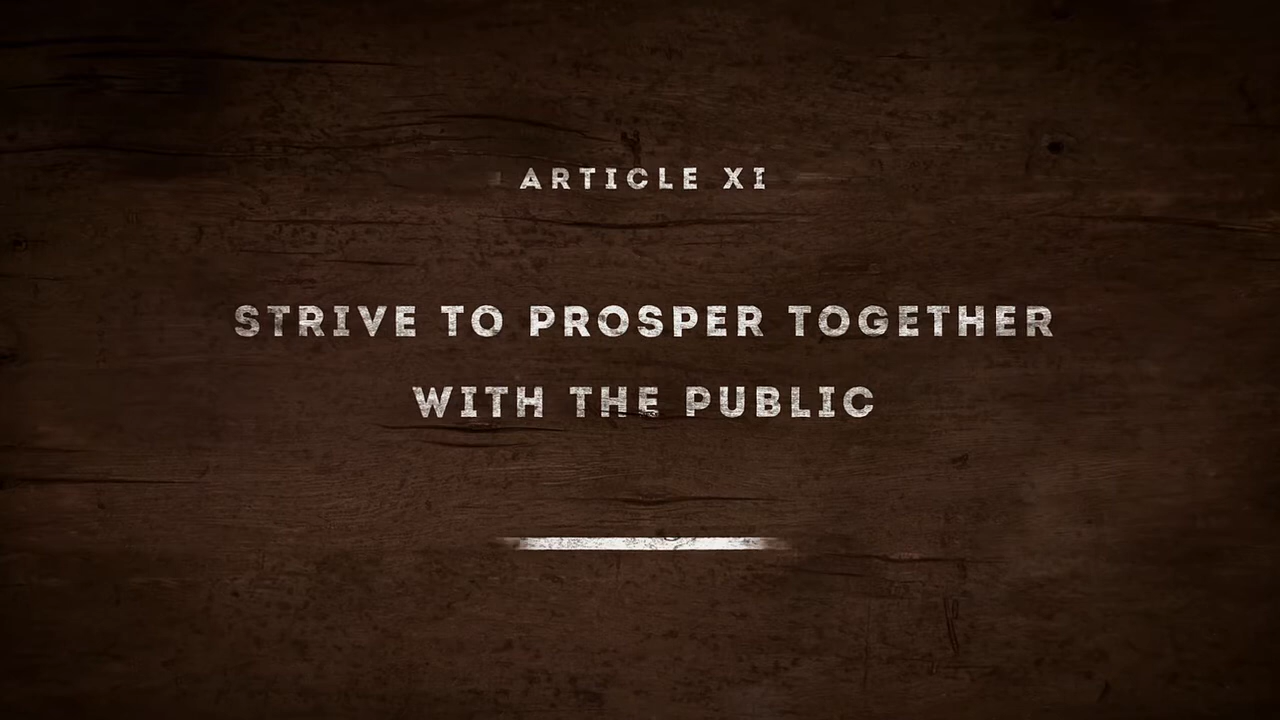 ARTICLE XI
STRIVE TO PROSPER TOGETHER
WITH THE PUBLIC